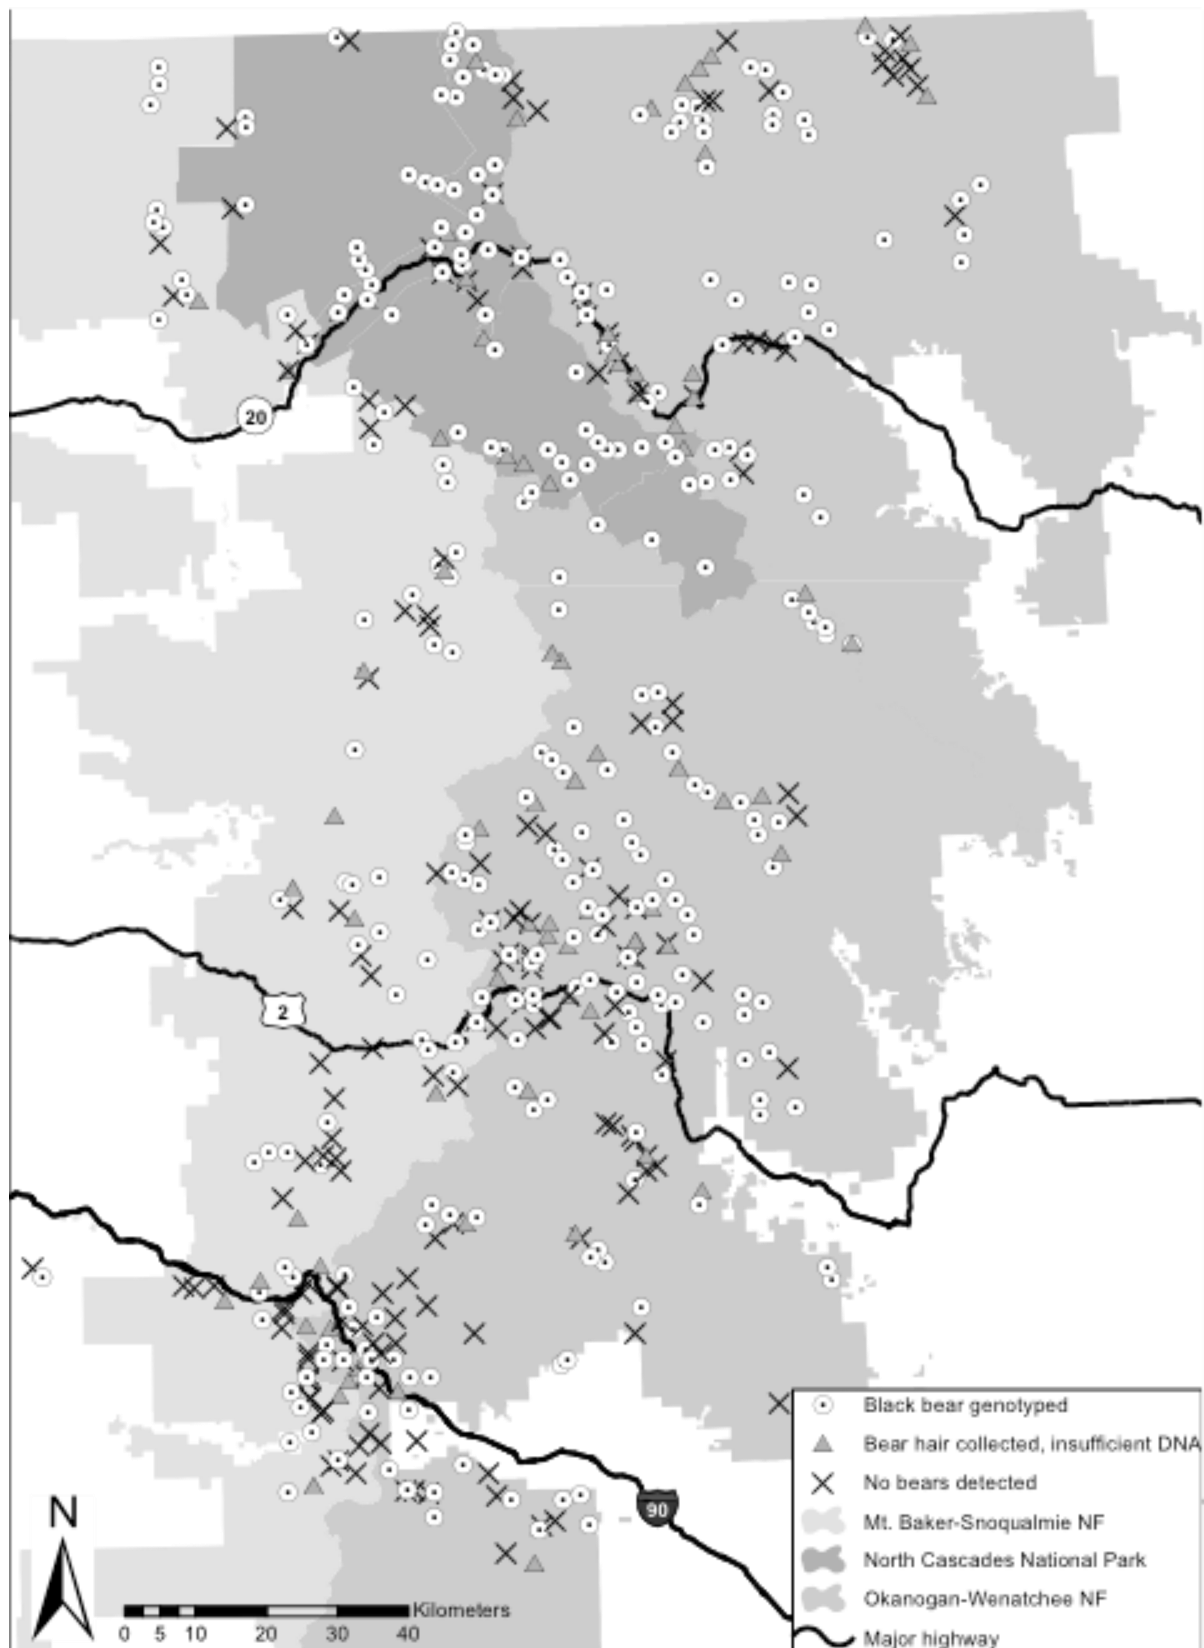 20
2
90
Black bear genotyped
Bear hair collected, insufficient DNA
No bears detected
Mt. Baker-Snoqualmie NF
North Cascades National Park
Okanogan-Wenatchee NF
Major highway
N
Kilometers
0 5 10 20 30 40